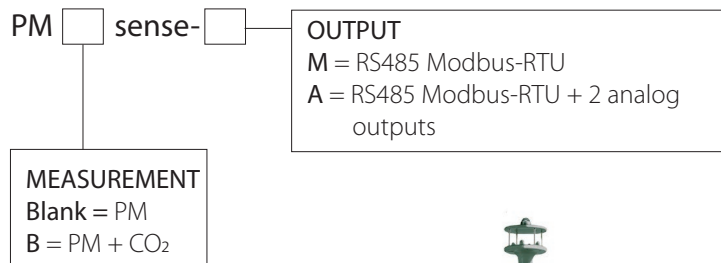 PM sense-
OUTPUT
M = RS485 Modbus-RTU
A = RS485 Modbus-RTU + 2 analog
outputs
MEASUREMENT
Blank = PM
B = PM + CO₂